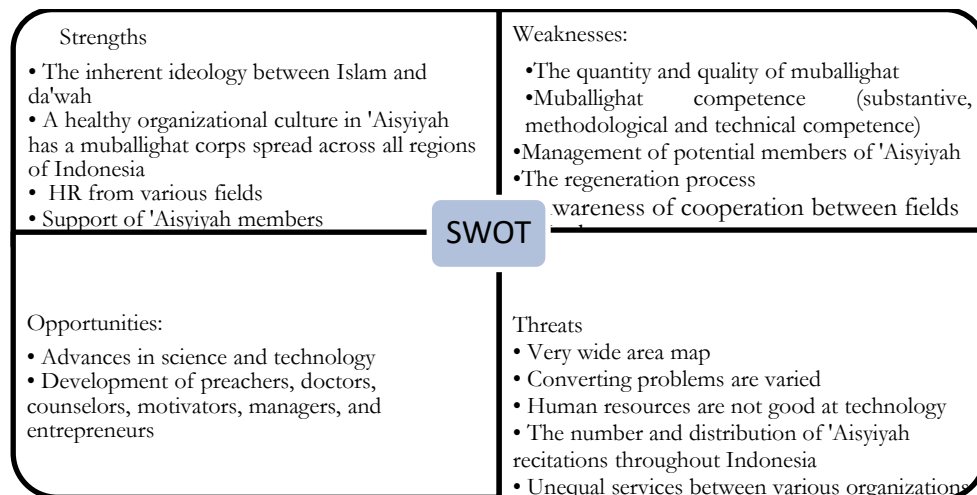 Strengths
• The inherent ideology between Islam and
da'wah
• A healthy organizational culture in 'Aisyiyah
has a muballighat corps spread across all regions
of Indonesia
• HR from various fields
• Support of 'Aisyiyah members
Weaknesses:
•The quantity and quality of muballighat
•Muballighat competence (substantive,
methodological and technical competence)
•Management of potential members of 'Aisyiyah
•The regeneration process
wareness of cooperation between fields
SWOT
Opportunities:
• Advances in science and technology
• Development of preachers, doctors,
counselors, motivators, managers, and
entrepreneurs
Threats
• Very wide area map
• Converting problems are varied
• Human resources are not good at technology
• The number and distribution of 'Aisyiyah
recitations throughout Indonesia
• Unequal services between various organizations